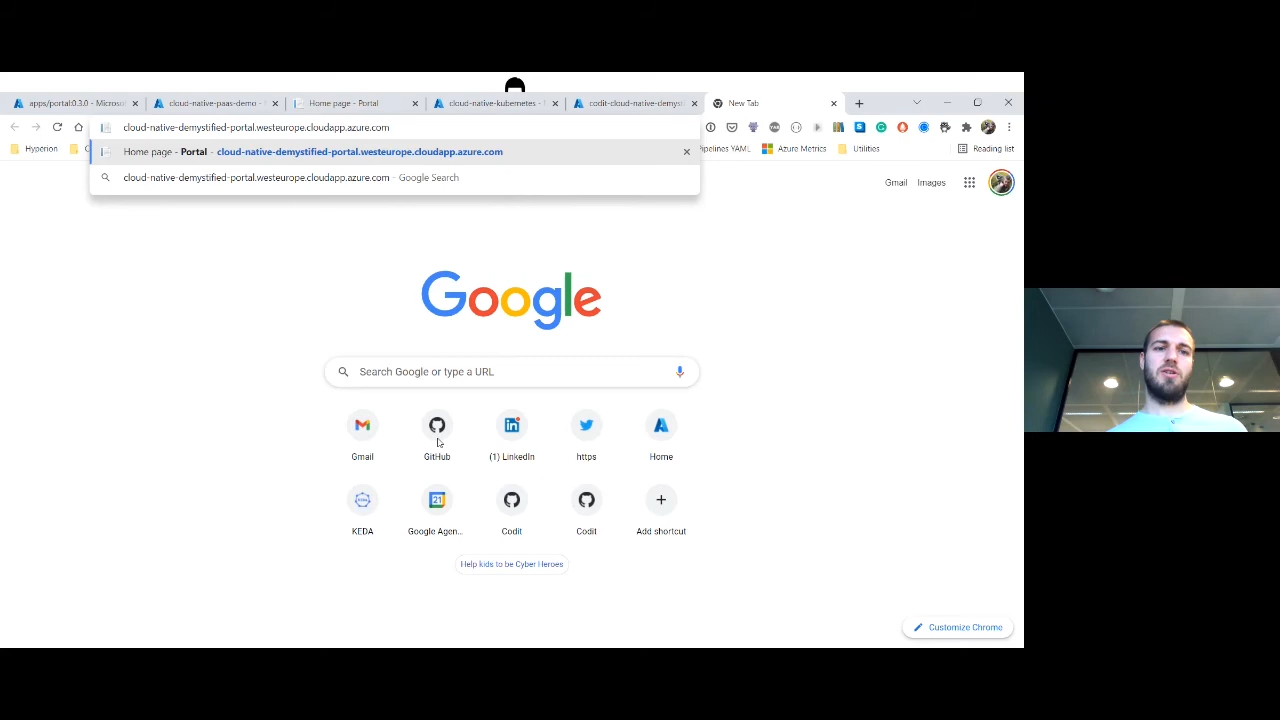 apps/portal:0.3.0 - Microso
cloud-native-paas-demo -
Home page - Portal
cloud-native-kubernetes -
codit-cloud-native-demyst
New Tab
cloud-native-demystified-portal.westeurope.cloudapp.azure.com
Hyperion
Pipelines YAML
Azure Metrics
Utilities
Reading list
Home page - Portal - cloud-native-demystified-portal.westeurope.cloudapp.azure.com
cloud-native-demystified-portal.westeurope.cloudapp.azure.com - Google Search
Gmail
Images
Google
Search Google or type a URL
Gmail
GitHub
(1) LinkedIn
https
Home
KEDA
21
Google Agen...
Codit
Codit
Add shortcut
Help kids to be Cyber Heroes
Customize Chrome